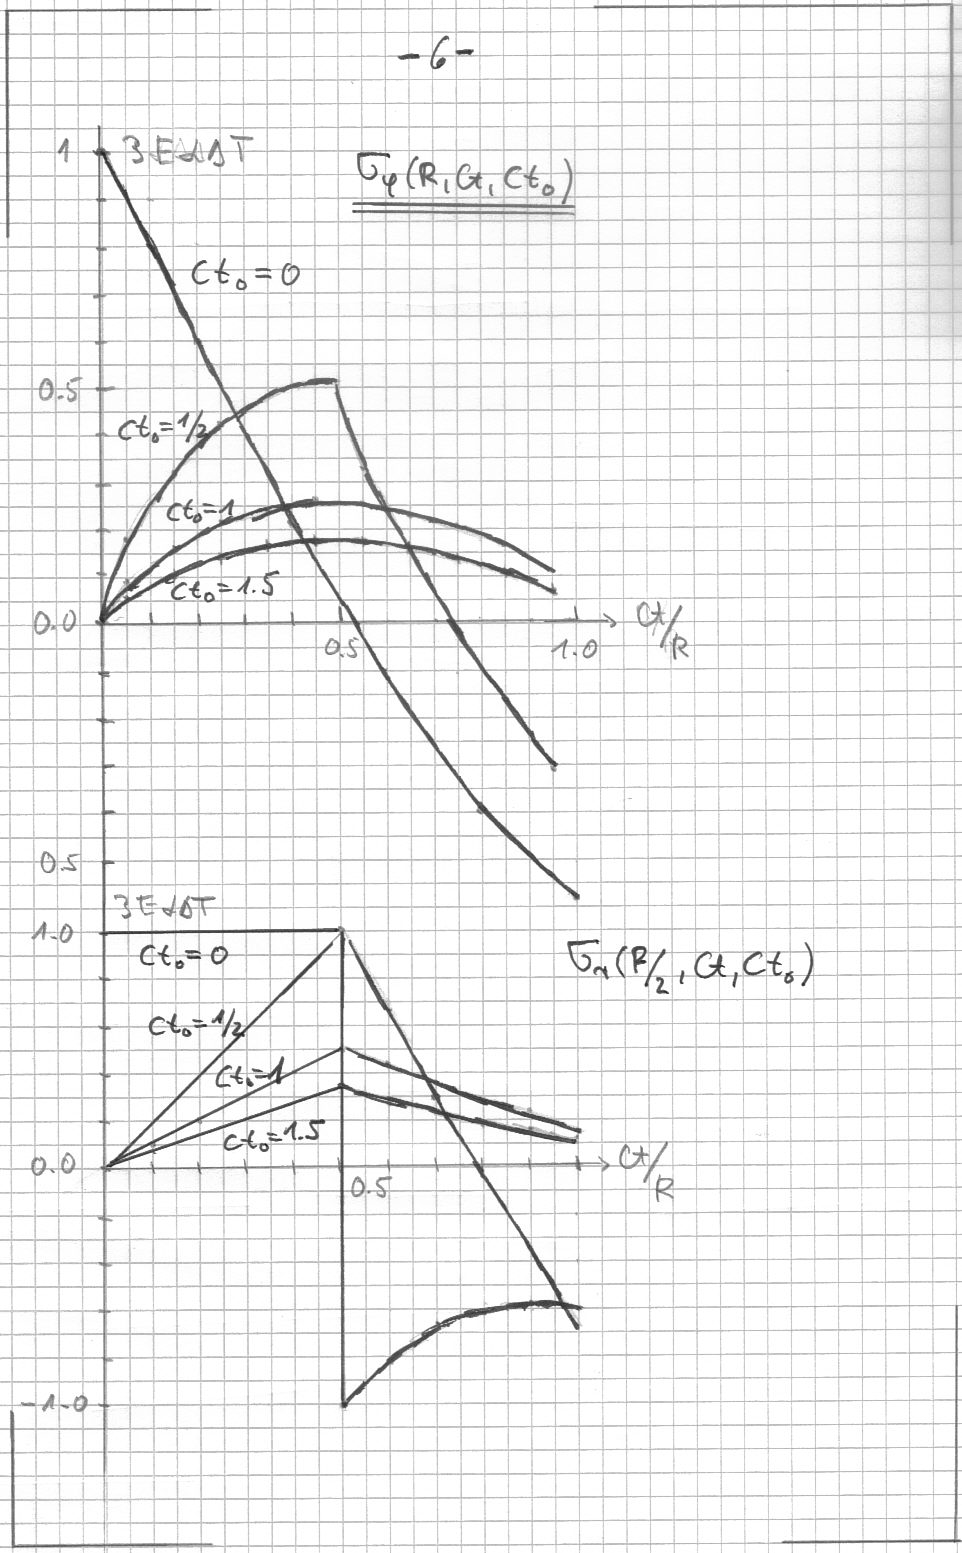 -6-
1 3EαΔT
σφ(R, ct, ct₀)
ct₀=0
0.5
ct₀=1/2
ct₀=1
ct₀=1.5
0.0
0.5 1.0 ct/R
0.5
3EαΔT
1.0
ct₀=0
σr(R/2, ct, ct₀)
ct₀=1/2
ct₀=1
ct₀=1.5
0.0
0.5 ct/R
-1.0